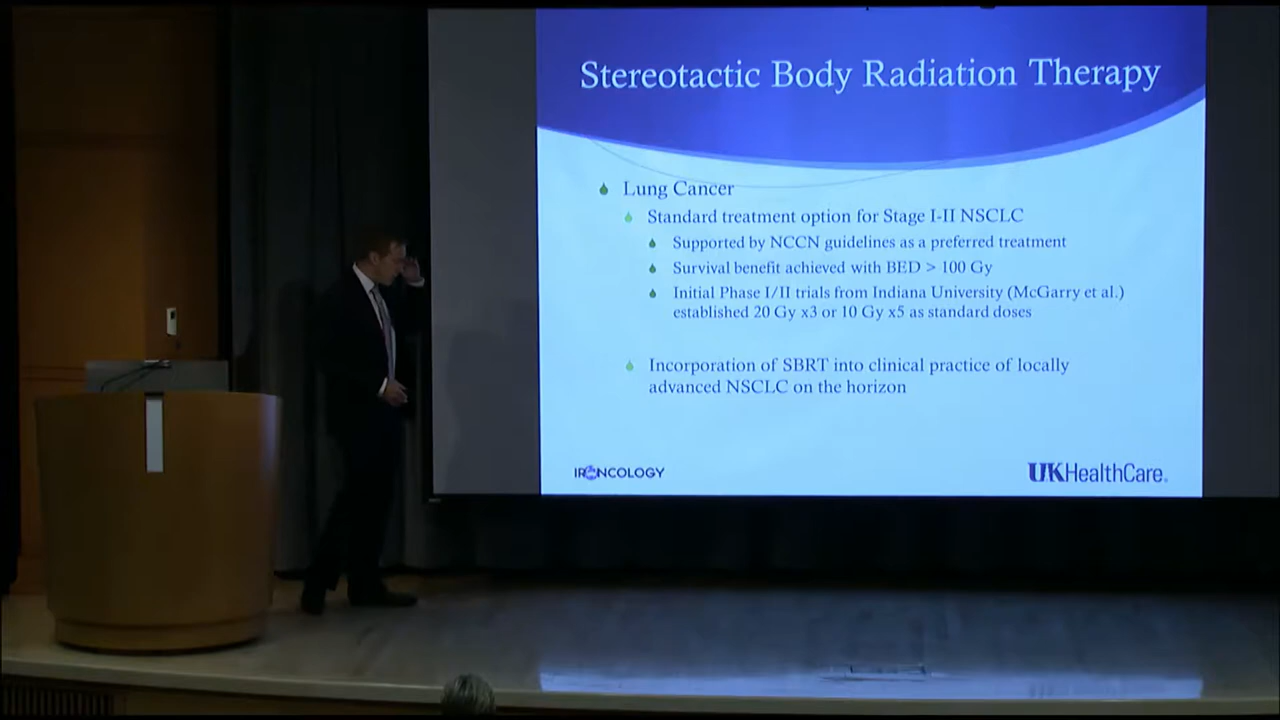 Stereotactic Body Radiation Therapy
Lung Cancer
Standard treatment option for Stage I-II NSCLC
Supported by NCCN guidelines as a preferred treatment
Survival benefit achieved with BED > 100 Gy
Initial Phase I/II trials from Indiana University (McGarry et al.)
established 20 Gy x3 or 10 Gy x5 as standard doses
Incorporation of SBRT into clinical practice of locally
advanced NSCLC on the horizon
IRONCOLOGY
UKHealthCare.